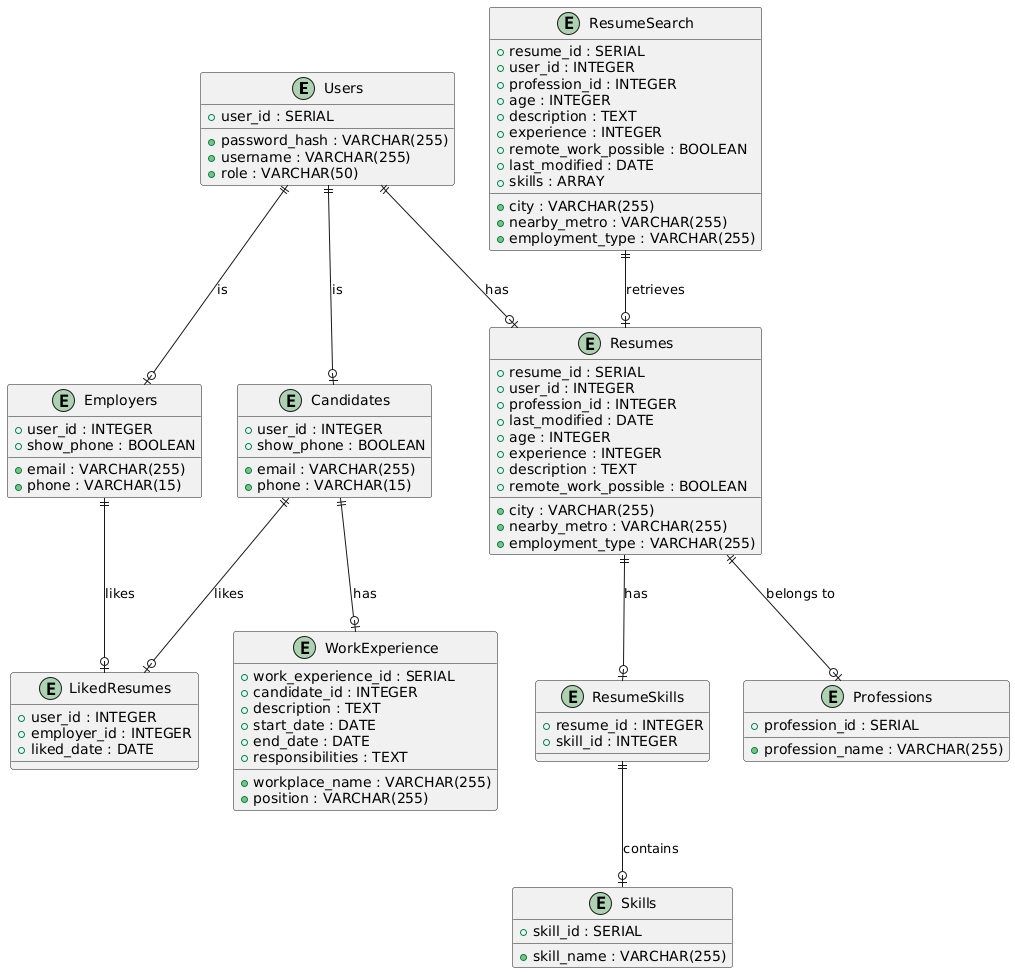 E ResumeSearch
resume_id : SERIAL
user_id : INTEGER
profession_id : INTEGER
age : INTEGER
description : TEXT
experience : INTEGER
remote_work_possible : BOOLEAN
last_modified : DATE
skills : ARRAY
city : VARCHAR(255)
nearby_metro : VARCHAR(255)
employment_type : VARCHAR(255)
E Users
user_id : SERIAL
password_hash : VARCHAR(255)
username : VARCHAR(255)
role : VARCHAR(50)
is
is
has
retrieves
E Employers
user_id : INTEGER
show_phone : BOOLEAN
email : VARCHAR(255)
phone : VARCHAR(15)
E Candidates
user_id : INTEGER
show_phone : BOOLEAN
email : VARCHAR(255)
phone : VARCHAR(15)
E Resumes
resume_id : SERIAL
user_id : INTEGER
profession_id : INTEGER
last_modified : DATE
age : INTEGER
experience : INTEGER
description : TEXT
remote_work_possible : BOOLEAN
city : VARCHAR(255)
nearby_metro : VARCHAR(255)
employment_type : VARCHAR(255)
likes
likes
has
has
belongs to
E LikedResumes
user_id : INTEGER
employer_id : INTEGER
liked_date : DATE
E WorkExperience
work_experience_id : SERIAL
candidate_id : INTEGER
description : TEXT
start_date : DATE
end_date : DATE
responsibilities : TEXT
workplace_name : VARCHAR(255)
position : VARCHAR(255)
E ResumeSkills
resume_id : INTEGER
skill_id : INTEGER
E Professions
profession_id : SERIAL
profession_name : VARCHAR(255)
contains
E Skills
skill_id : SERIAL
skill_name : VARCHAR(255)